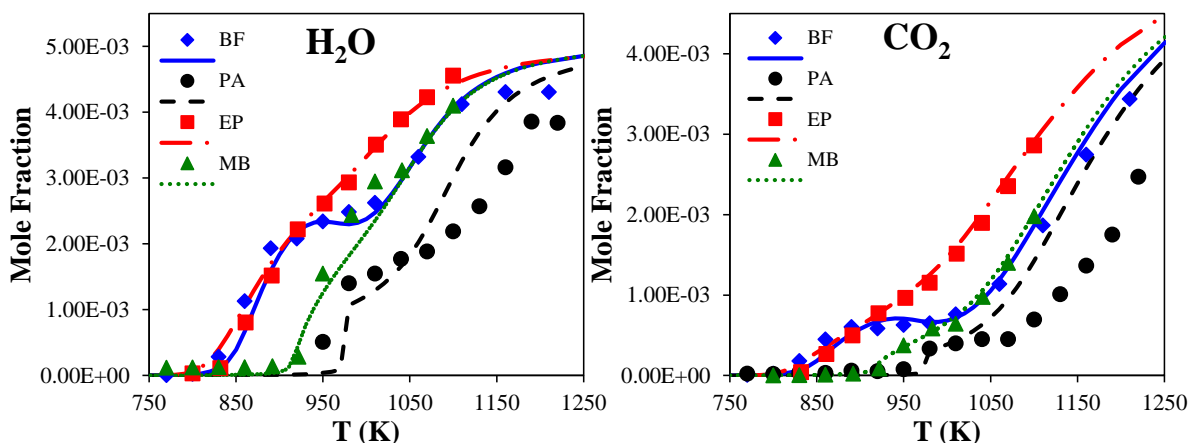 H₂O
BF
PA
EP
MB
5.00E-03
4.00E-03
3.00E-03
2.00E-03
1.00E-03
0.00E+00
Mole Fraction
750 850 950 1050 1150 1250
T (K)
CO₂
BF
PA
EP
MB
4.00E-03
3.00E-03
2.00E-03
1.00E-03
0.00E+00
Mole Fraction
750 850 950 1050 1150 1250
T (K)